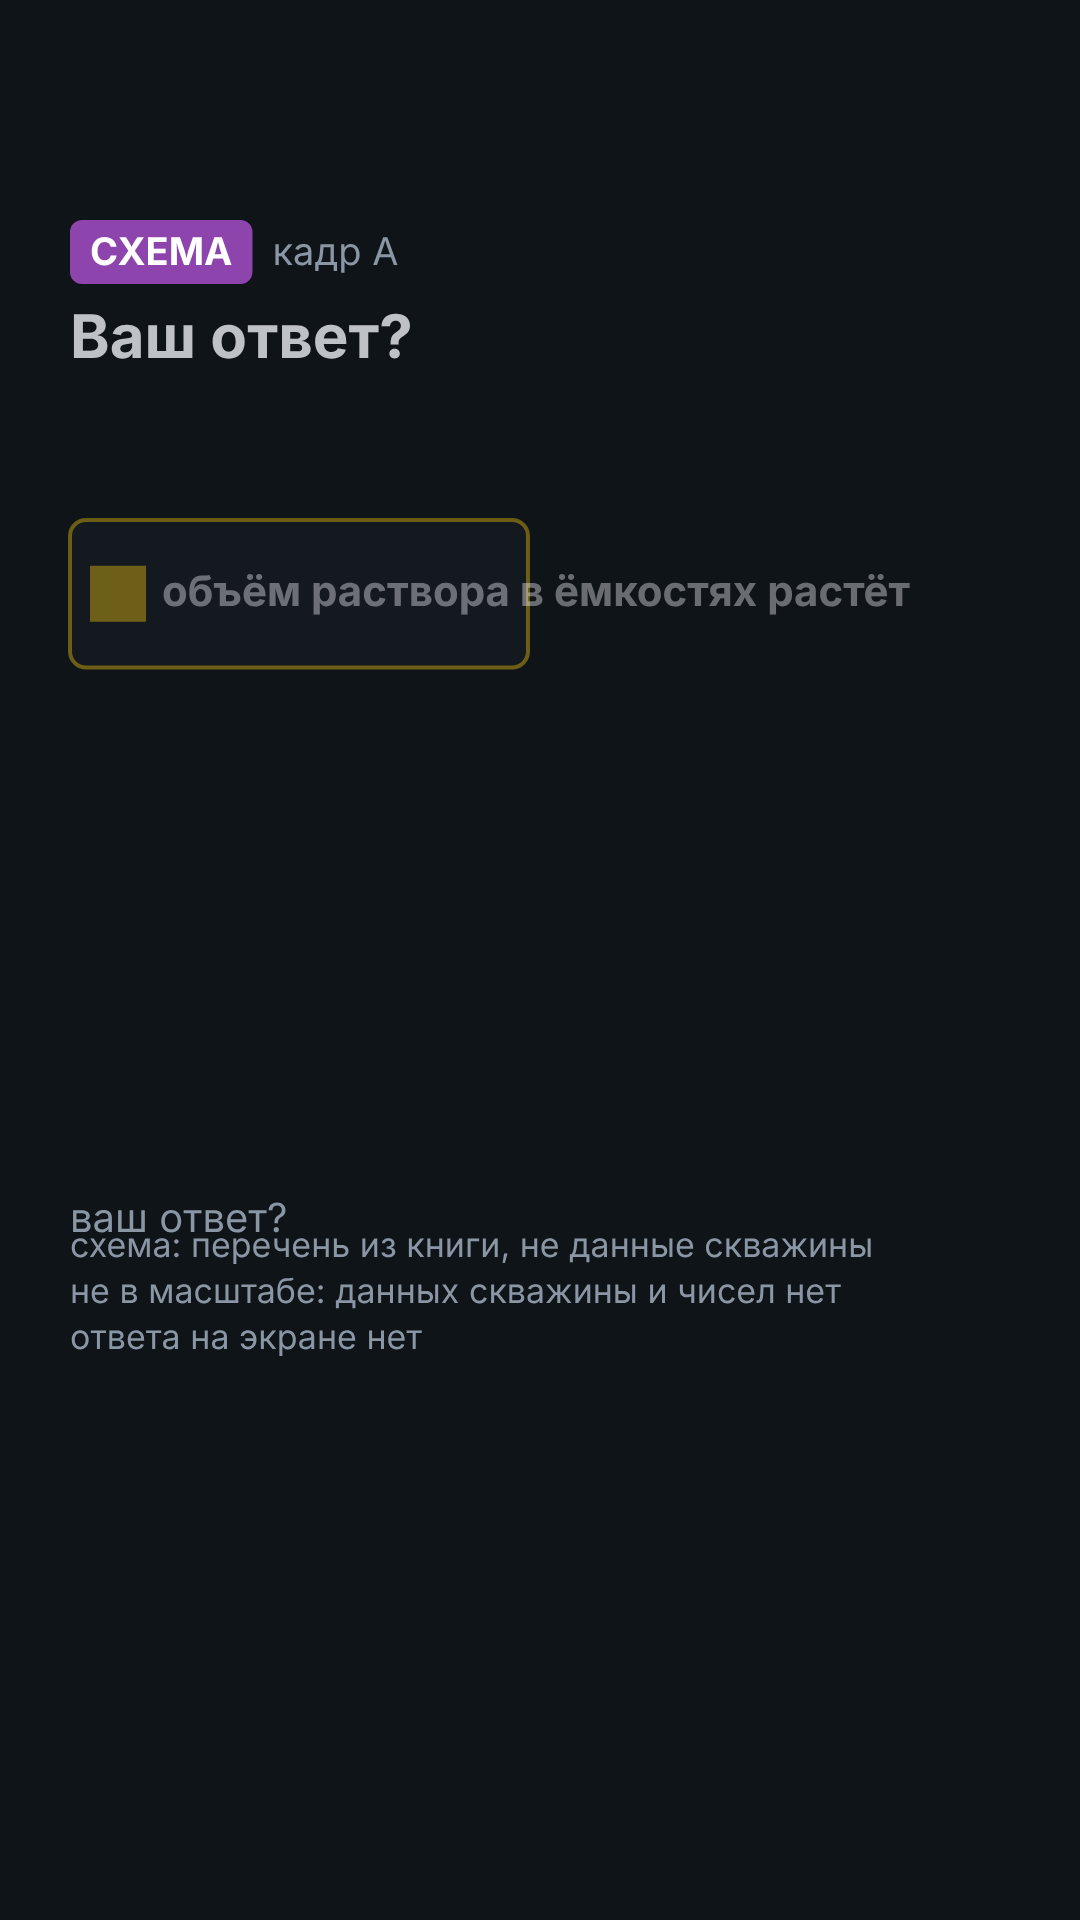 СХЕМА кадр А
Ваш ответ?
объём раствора в ёмкостях растёт
ваш ответ?
схема: перечень из книги, не данные скважины
не в масштабе: данных скважины и чисел нет
ответа на экране нет